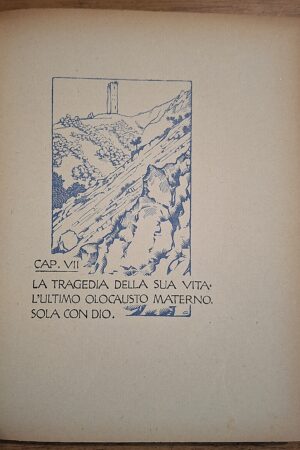 CAP. VII
LA TRAGEDIA DELLA SUA VITA.
L'ULTIMO OLOCAUSTO MATERNO.
SOLA CON DIO.